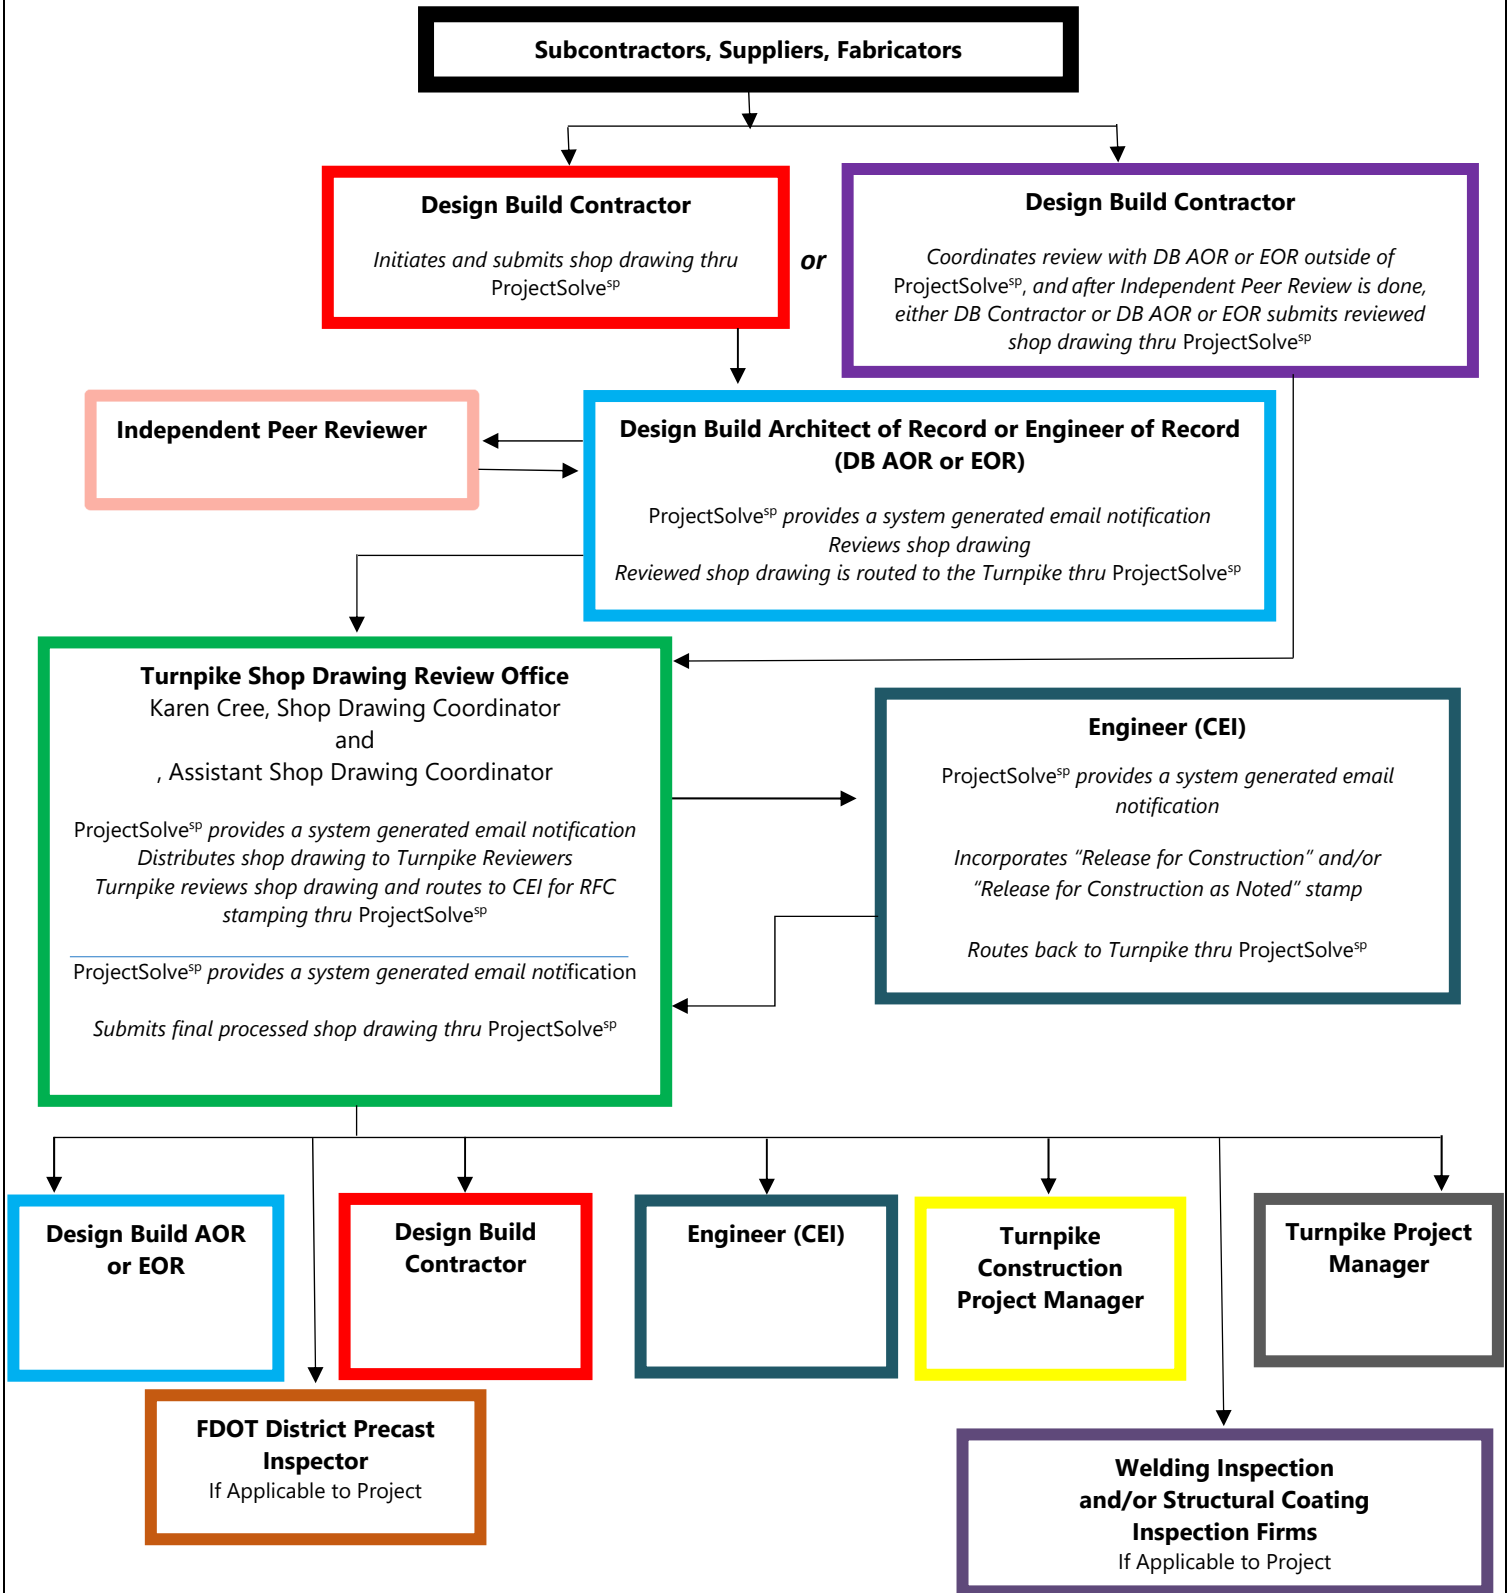 Subcontractors, Suppliers, Fabricators
Design Build Contractor
Initiates and submits shop drawing thru
ProjectSolvesp
or
Design Build Contractor
Coordinates review with DB AOR or EOR outside of
ProjectSolvesp, and after Independent Peer Review is done,
either DB Contractor or DB AOR or EOR submits reviewed
shop drawing thru ProjectSolvesp
Independent Peer Reviewer
Design Build Architect of Record or Engineer of Record
(DB AOR or EOR)
ProjectSolvesp provides a system generated email notification
Reviews shop drawing
Reviewed shop drawing is routed to the Turnpike thru ProjectSolvesp
Turnpike Shop Drawing Review Office
Karen Cree, Shop Drawing Coordinator
and
, Assistant Shop Drawing Coordinator
ProjectSolvesp provides a system generated email notification
Distributes shop drawing to Turnpike Reviewers
Turnpike reviews shop drawing and routes to CEI for RFC
stamping thru ProjectSolvesp
ProjectSolvesp provides a system generated email notification
Submits final processed shop drawing thru ProjectSolvesp
Engineer (CEI)
ProjectSolvesp provides a system generated email
notification
Incorporates “Release for Construction” and/or
“Release for Construction as Noted” stamp
Routes back to Turnpike thru ProjectSolvesp
Design Build AOR
or EOR
Design Build
Contractor
Engineer (CEI)
Turnpike
Construction
Project Manager
Turnpike Project
Manager
FDOT District Precast
Inspector
If Applicable to Project
Welding Inspection
and/or Structural Coating
Inspection Firms
If Applicable to Project